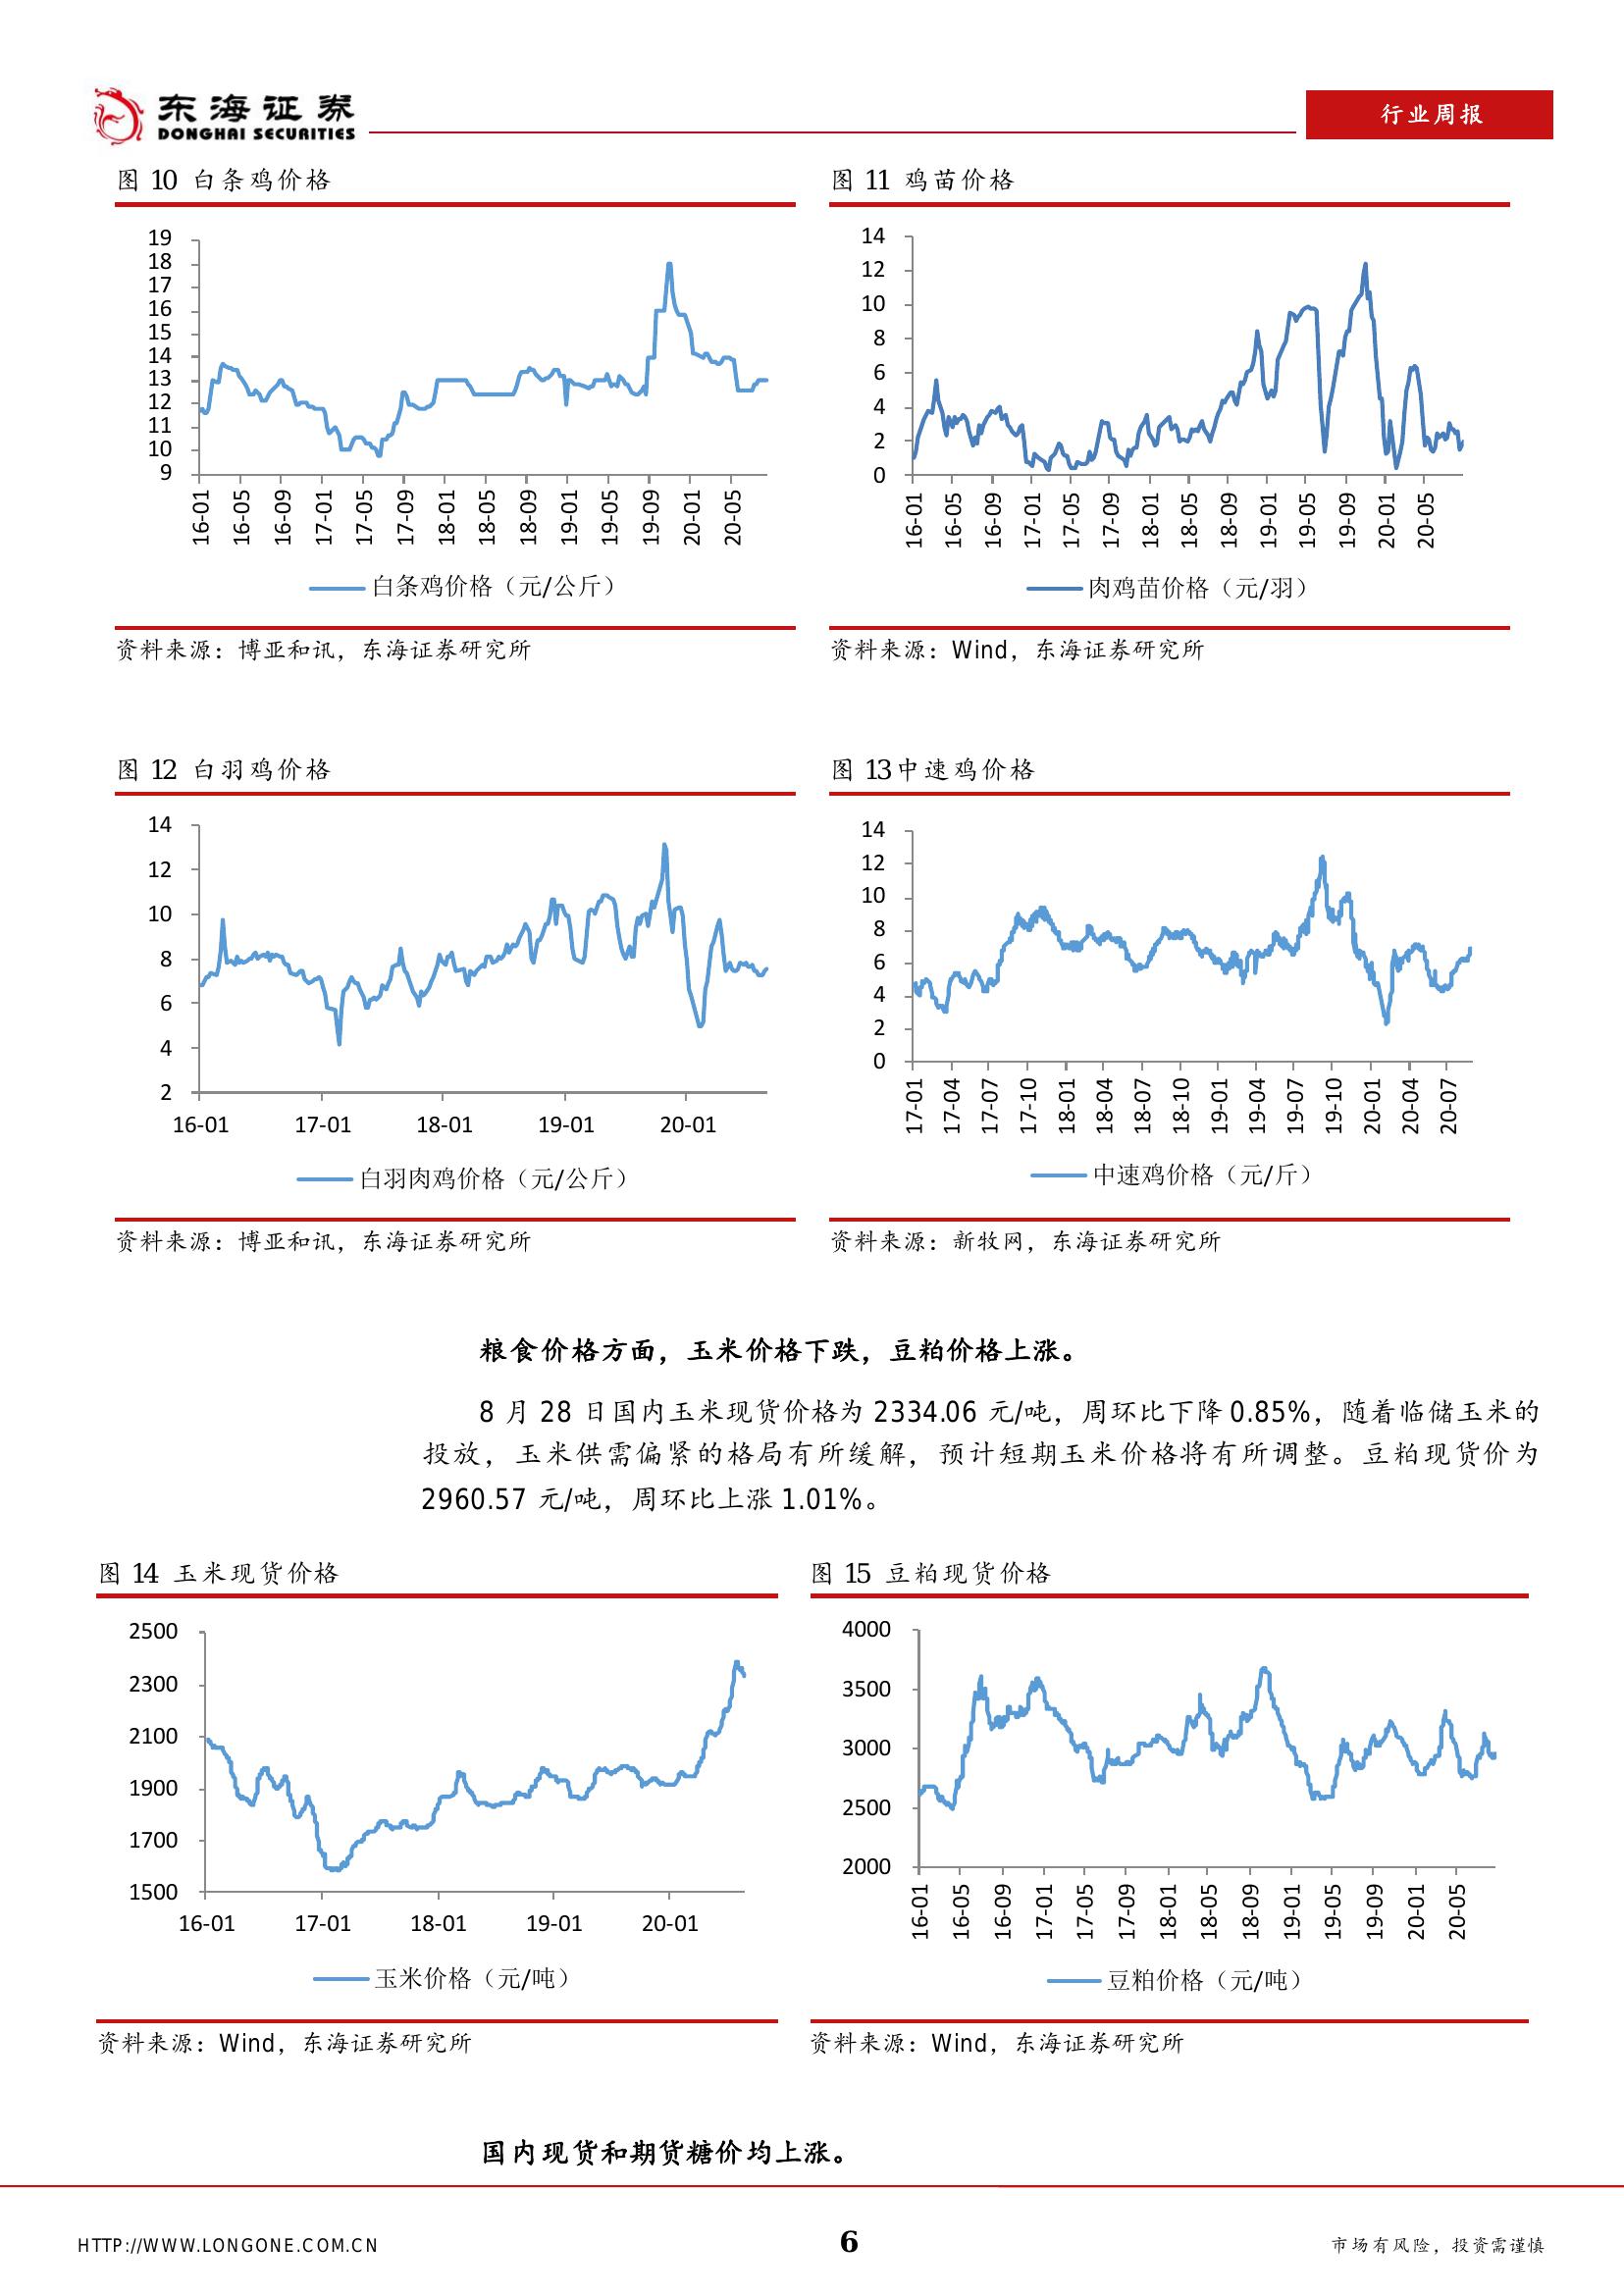 东海证券
DONGHAI SECURITIES
行业周报
图 10 白条鸡价格
19
18
17
16
15
14
13
12
11
10
9
16-01 16-05 16-09 17-01 17-05 17-09 18-01 18-05 18-09 19-01 19-05 19-09 20-01 20-05
白条鸡价格（元/公斤）
资料来源：博亚和讯，东海证券研究所
图 11 鸡苗价格
14
12
10
8
6
4
2
0
16-01 16-05 16-09 17-01 17-05 17-09 18-01 18-05 18-09 19-01 19-05 19-09 20-01 20-05
肉鸡苗价格（元/羽）
资料来源：Wind，东海证券研究所
图 12 白羽鸡价格
14
12
10
8
6
4
2
16-01 17-01 18-01 19-01 20-01
白羽肉鸡价格（元/公斤）
资料来源：博亚和讯，东海证券研究所
图 13中速鸡价格
14
12
10
8
6
4
2
0
17-01 17-04 17-07 17-10 18-01 18-04 18-07 18-10 19-01 19-04 19-07 19-10 20-01 20-04 20-07
中速鸡价格（元/斤）
资料来源：新牧网，东海证券研究所
粮食价格方面，玉米价格下跌，豆粕价格上涨。
8 月 28 日国内玉米现货价格为 2334.06 元/吨，周环比下降 0.85%，随着临储玉米的
投放，玉米供需偏紧的格局有所缓解，预计短期玉米价格将有所调整。豆粕现货价为
2960.57 元/吨，周环比上涨 1.01%。
图 14 玉米现货价格
2500
2300
2100
1900
1700
1500
16-01 17-01 18-01 19-01 20-01
玉米价格（元/吨）
资料来源：Wind，东海证券研究所
图 15 豆粕现货价格
4000
3500
3000
2500
2000
16-01 16-05 16-09 17-01 17-05 17-09 18-01 18-05 18-09 19-01 19-05 19-09 20-01 20-05
豆粕价格（元/吨）
资料来源：Wind，东海证券研究所
国内现货和期货糖价均上涨。
HTTP://WWW.LONGONE.COM.CN
6
市场有风险，投资需谨慎